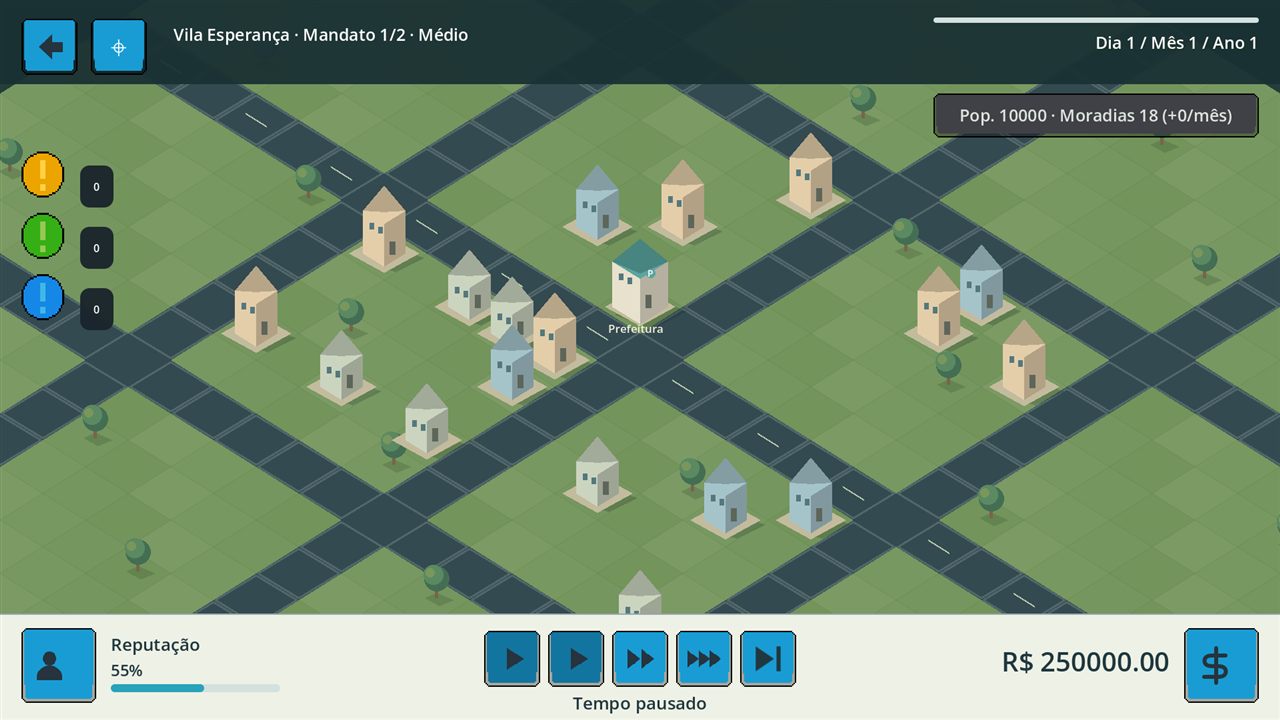 Vila Esperança · Mandato 1/2 · Médio
Dia 1 / Mês 1 / Ano 1
Pop. 10000 · Moradias 18 (+0/mês)
0
0
0
P
Prefeitura
Reputação
55%
Tempo pausado
R$ 250000.00